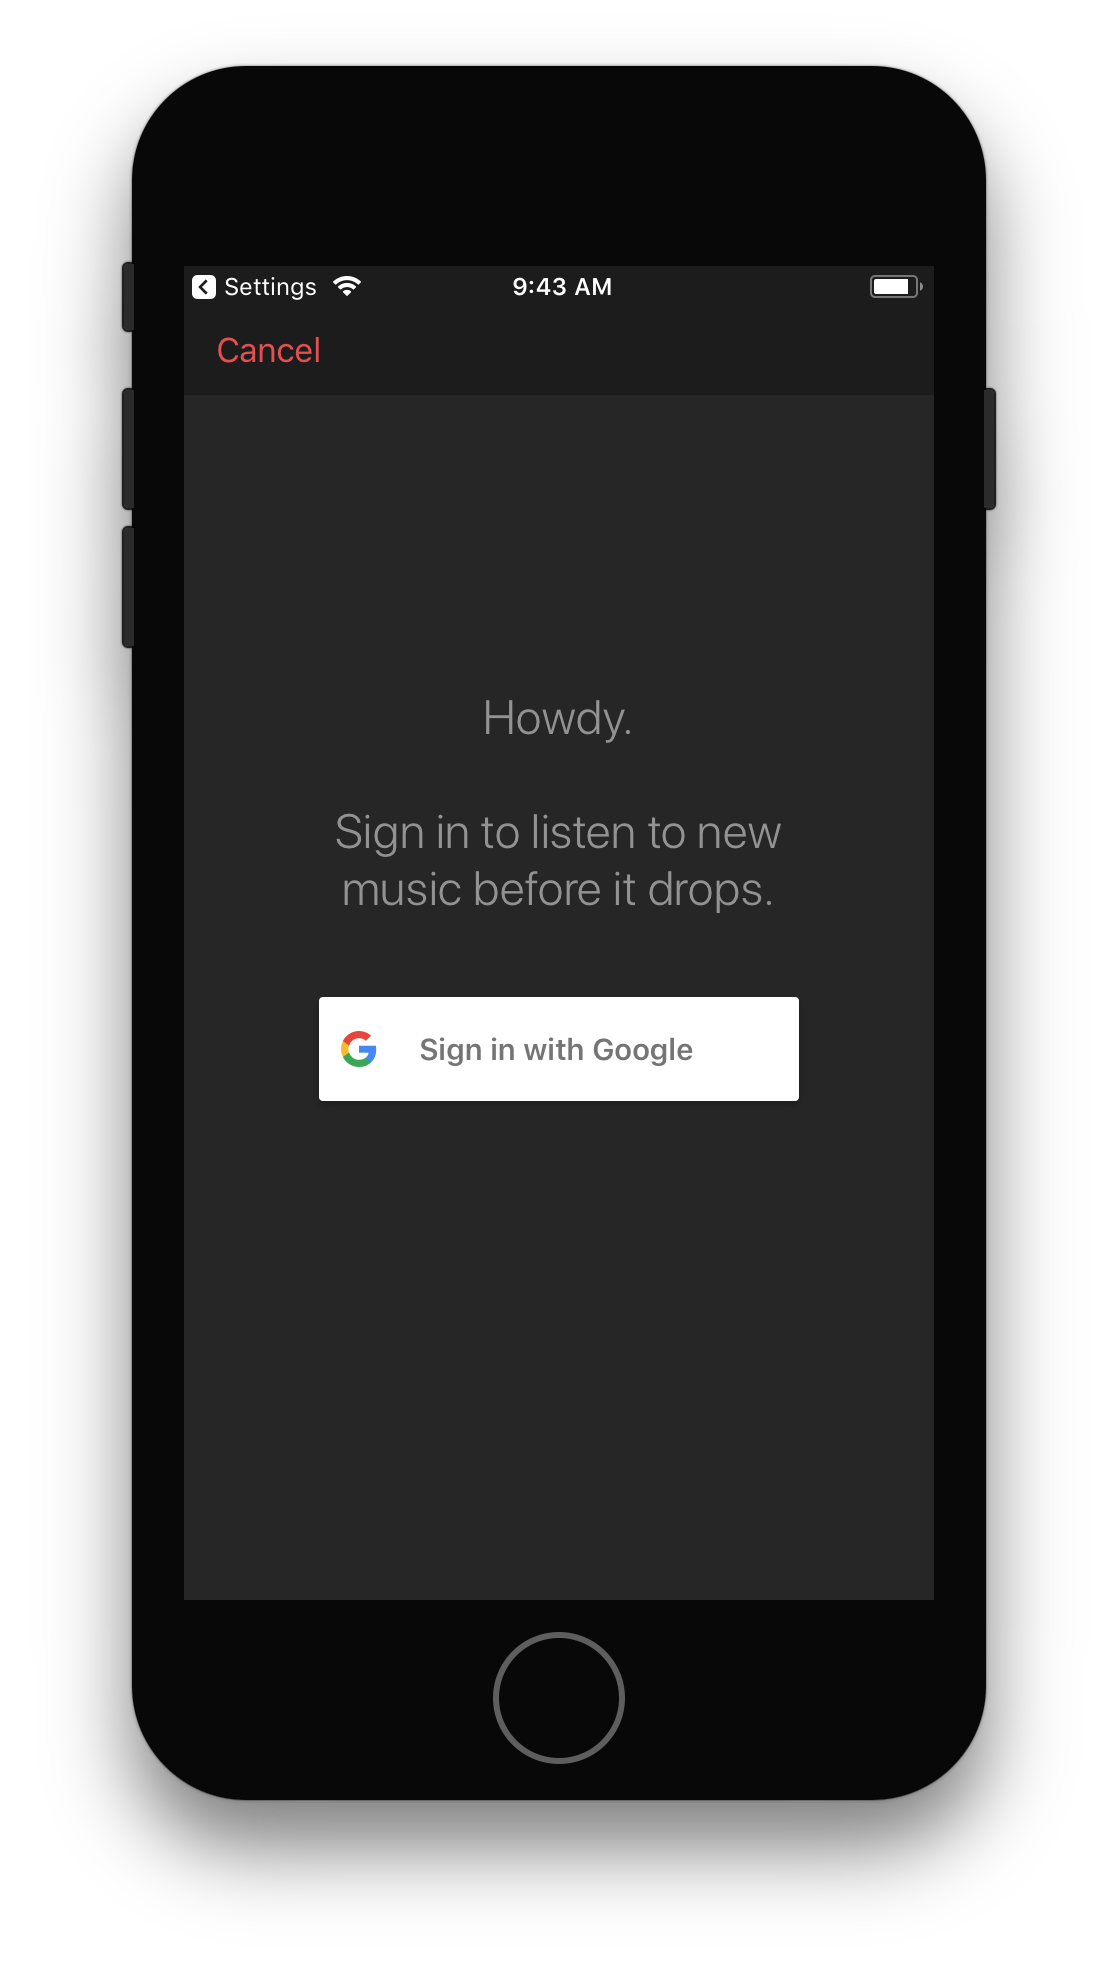 Settings 9:43 AM
Cancel
Howdy.
Sign in to listen to new
music before it drops.
Sign in with Google